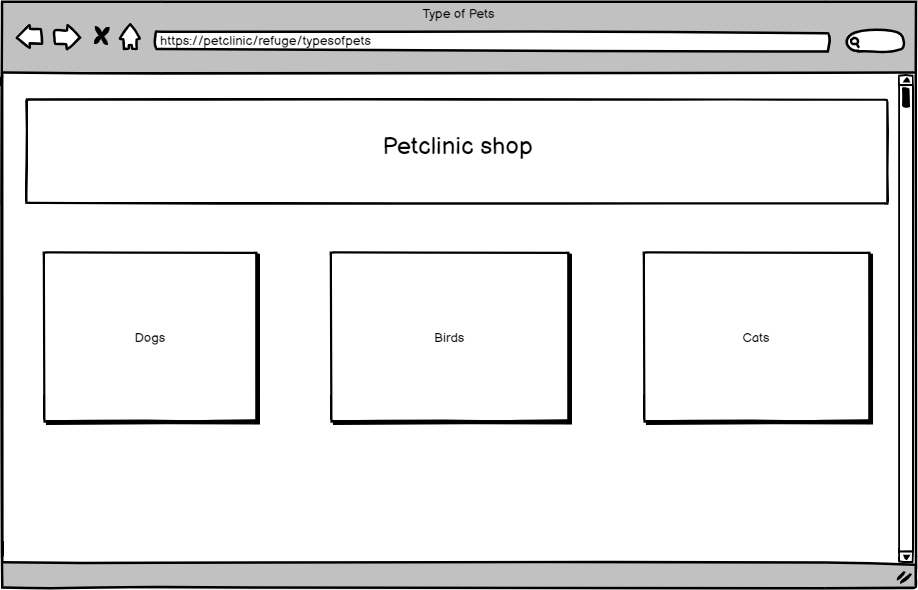 Type of Pets
https://petclinic/refuge/typesofpets
Petclinic shop
Dogs
Birds
Cats